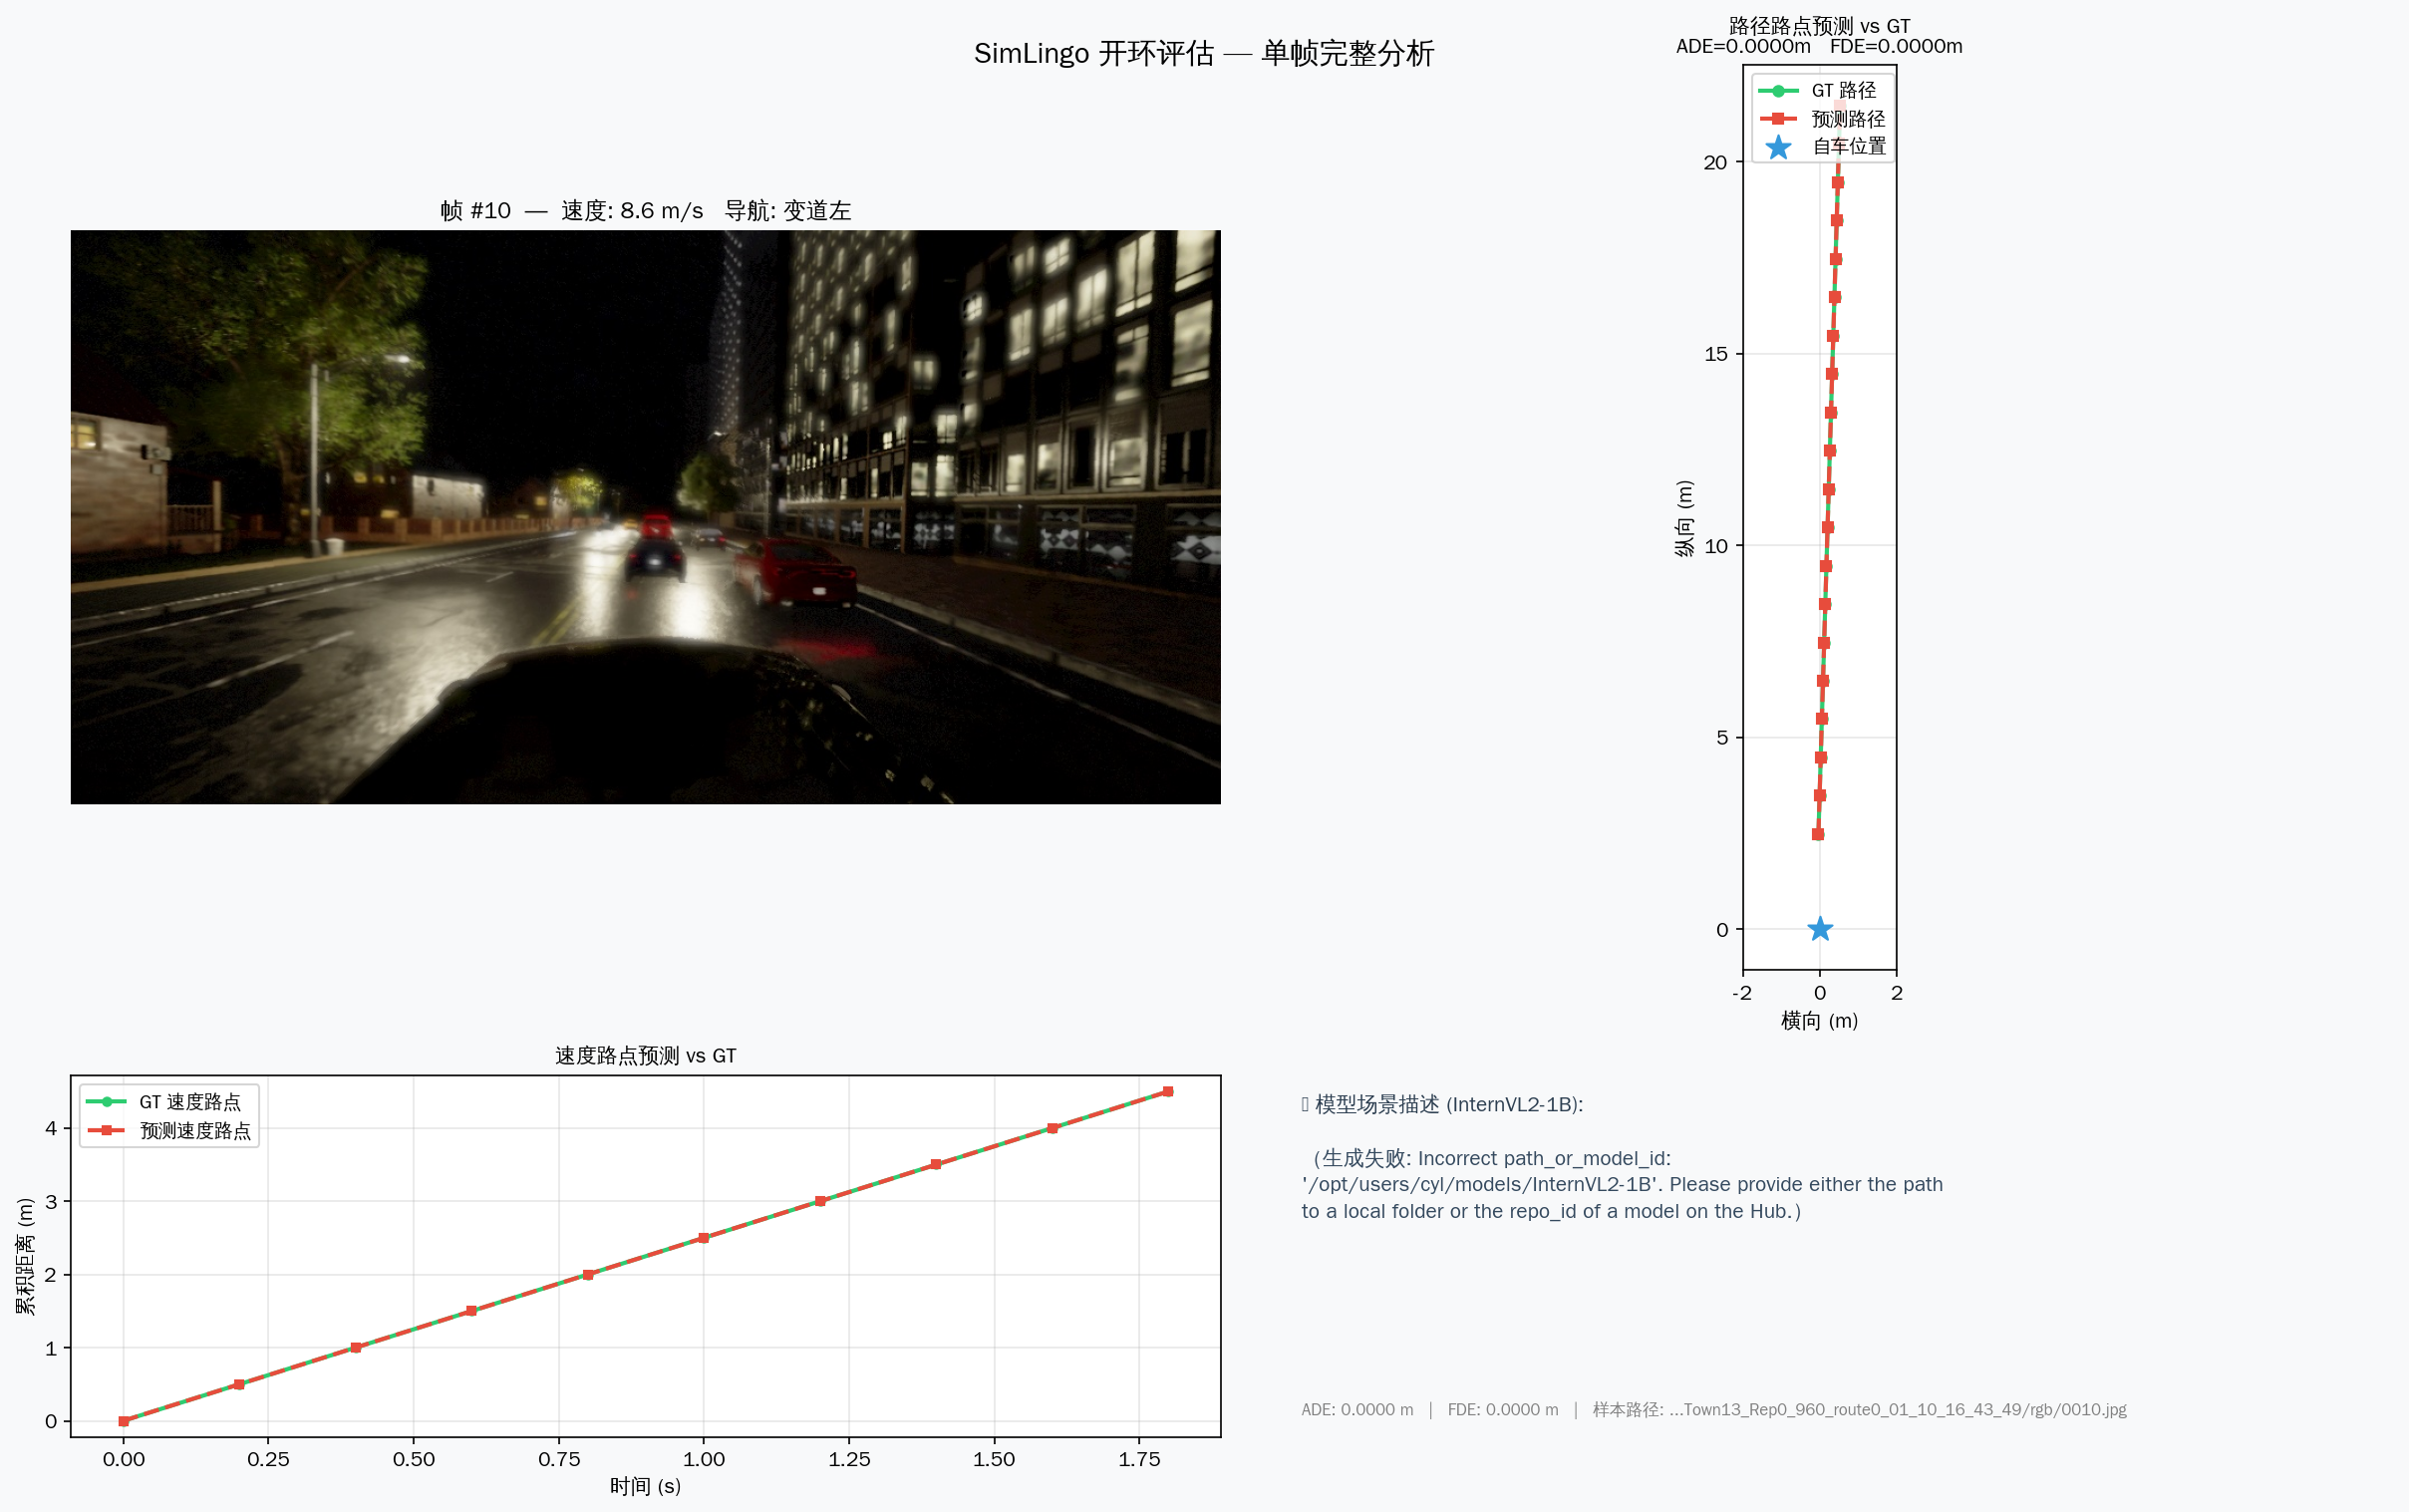 SimLingo 开环评估 — 单帧完整分析
帧 #10 — 速度: 8.6 m/s 导航: 变道左
路径路点预测 vs GT
ADE=0.0000m FDE=0.0000m
GT 路径
预测路径
自车位置
20
15
10
5
0
纵向 (m)
-2 0 2
横向 (m)
速度路点预测 vs GT
GT 速度路点
预测速度路点
4
3
2
1
0
累积距离 (m)
0.00 0.25 0.50 0.75 1.00 1.25 1.50 1.75
时间 (s)
模型场景描述 (InternVL2-1B):
（生成失败: Incorrect path_or_model_id:
'/opt/users/cyl/models/InternVL2-1B'. Please provide either the path
to a local folder or the repo_id of a model on the Hub.）
ADE: 0.0000 m | FDE: 0.0000 m | 样本路径: ...Town13_Rep0_960_route0_01_10_16_43_49/rgb/0010.jpg